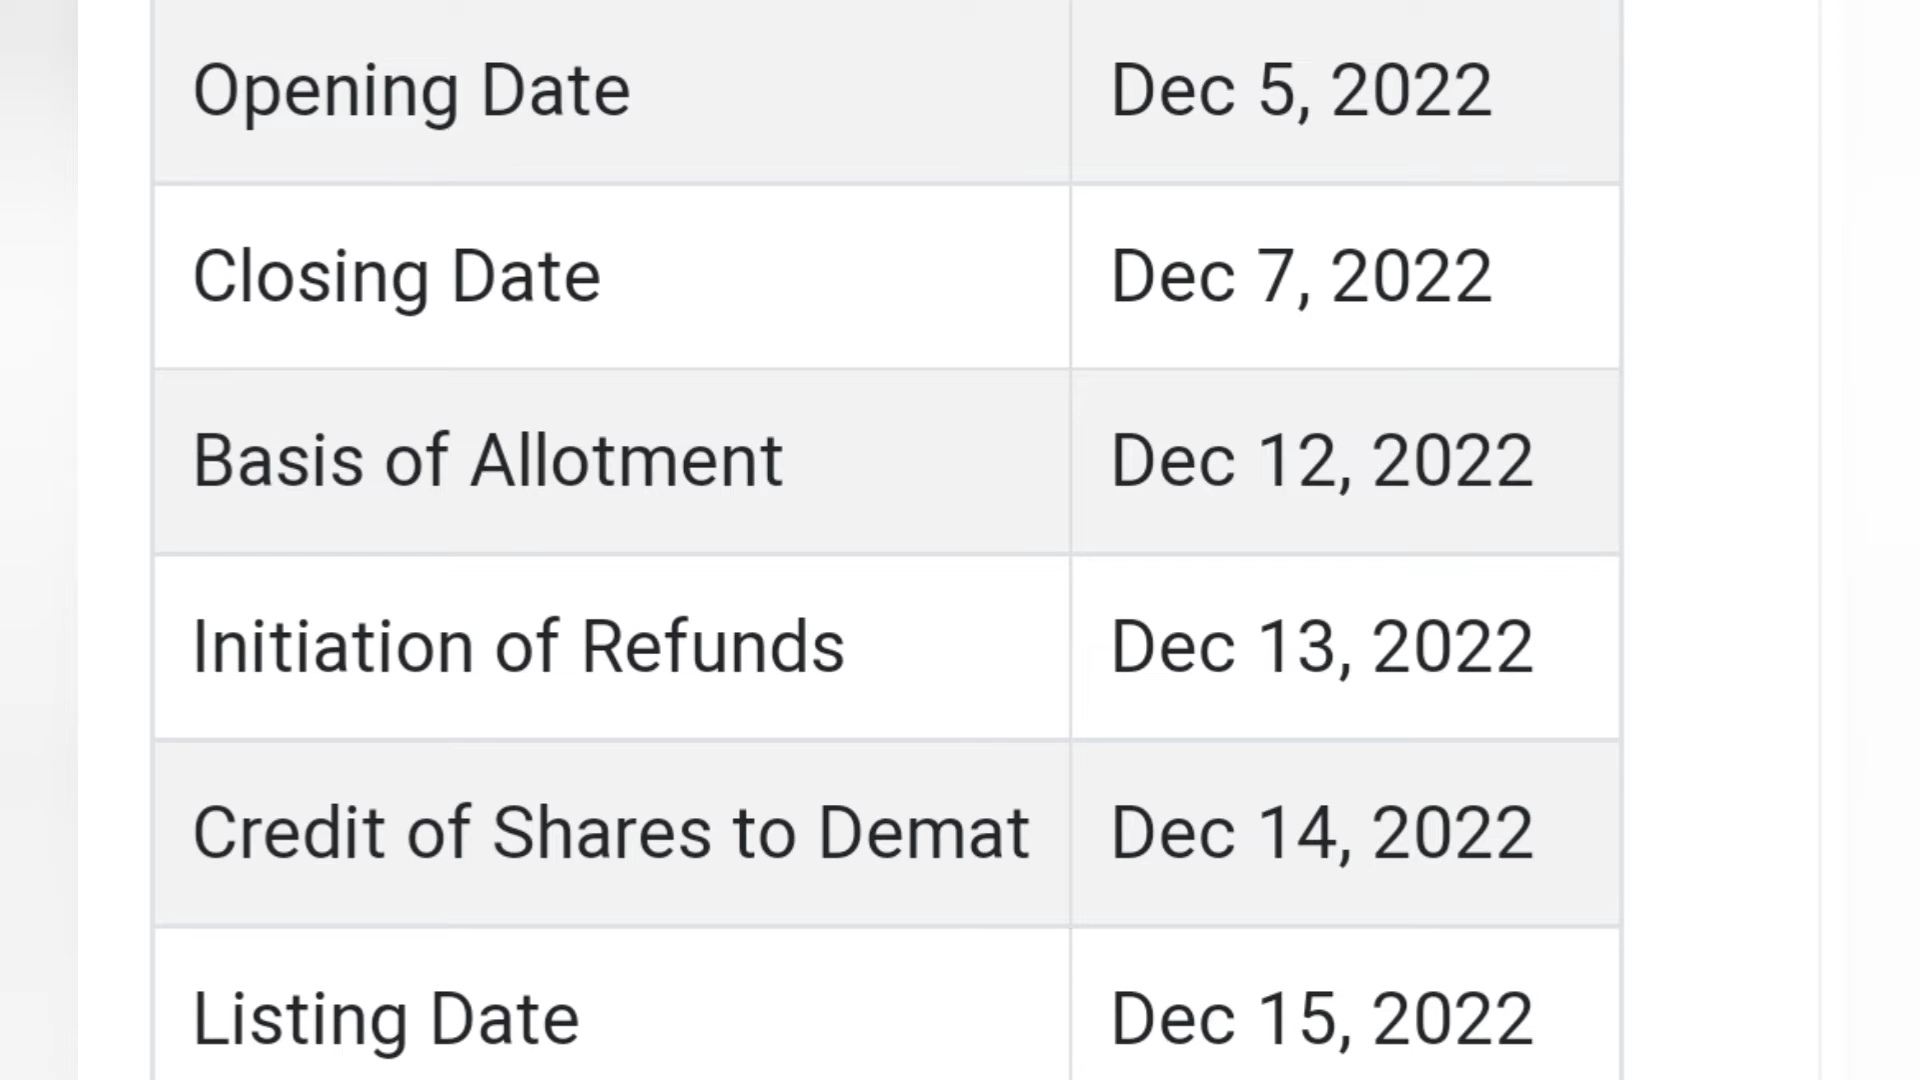 Opening Date Dec 5, 2022
Closing Date Dec 7, 2022
Basis of Allotment Dec 12, 2022
Initiation of Refunds Dec 13, 2022
Credit of Shares to Demat Dec 14, 2022
Listing Date Dec 15, 2022